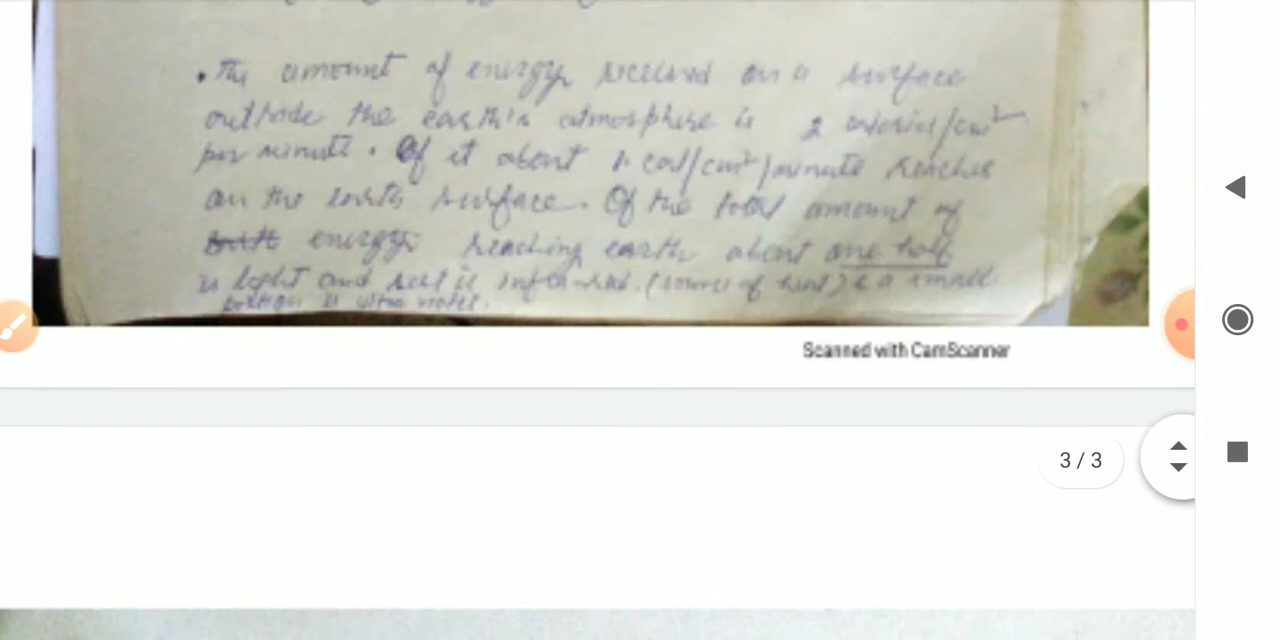 . The amount of energy received on a surface
outside the earth's atmosphere is 2 calories/cm²
per minute. Of it about 1 cal/cm²/minute reaches
on the earth surface. Of the total amount of
energy reaching earth about one half
is light and rest is infrared. (source of heat) & a small
portion is ultra violet.
Scanned with CamScanner
3 / 3